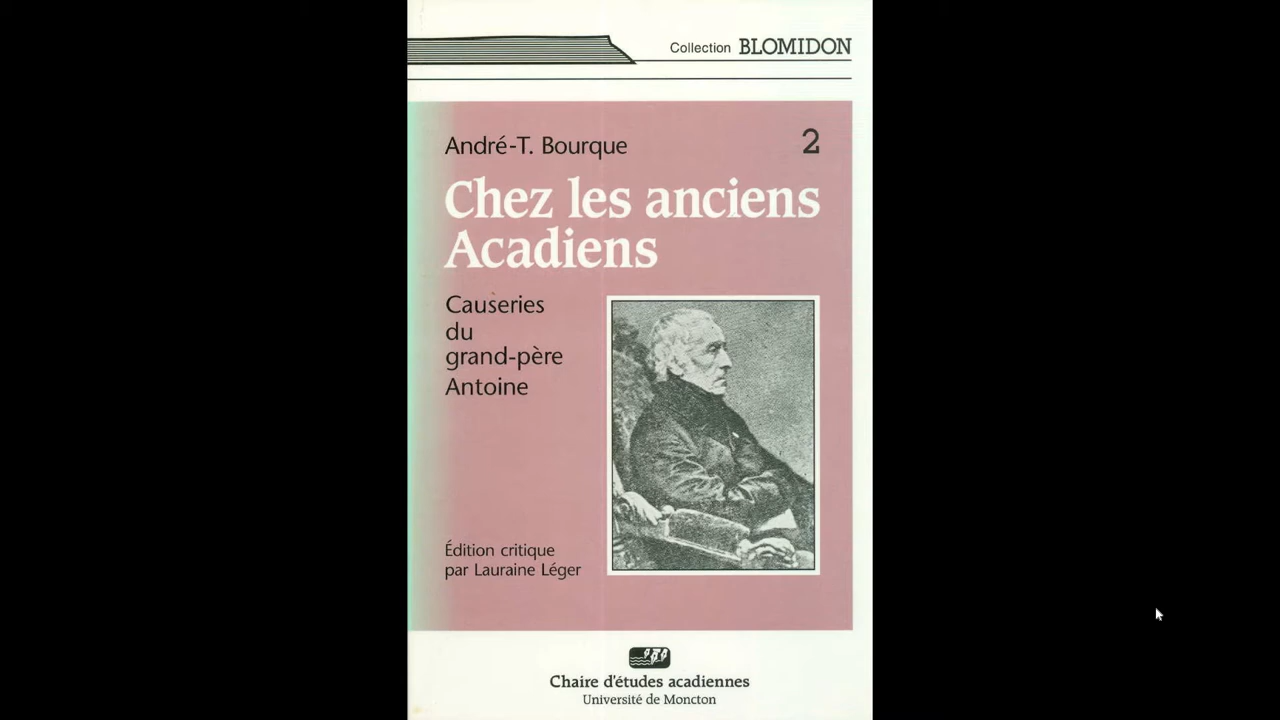 Collection BLOMIDON
André-T. Bourque
2
Chez les anciens
Acadiens
Causeries
du
grand-père
Antoine
Édition critique
par Lauraine Léger
Chaire d'études acadiennes
Université de Moncton